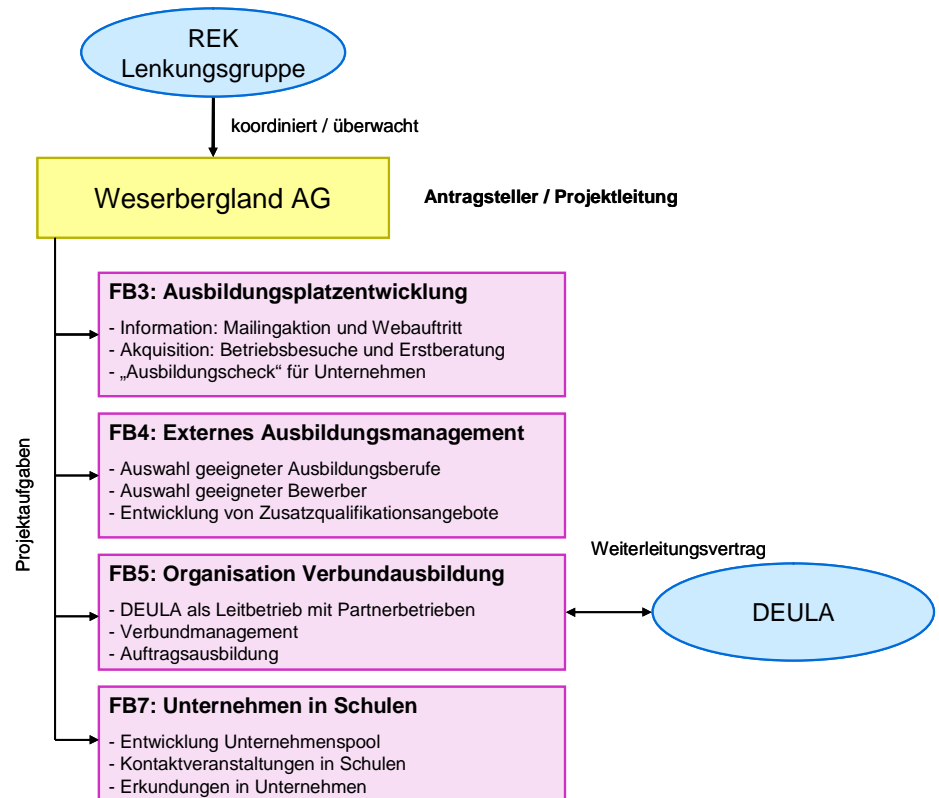 REK
Lenkungsgruppe
koordiniert / überwacht
Weserbergland AG
Antragsteller / Projektleitung
Projektaufgaben
FB3: Ausbildungsplatzentwicklung
- Information: Mailingaktion und Webauftritt
- Akquisition: Betriebsbesuche und Erstberatung
- „Ausbildungscheck“ für Unternehmen
FB4: Externes Ausbildungsmanagement
- Auswahl geeigneter Ausbildungsberufe
- Auswahl geeigneter Bewerber
- Entwicklung von Zusatzqualifikationsangebote
FB5: Organisation Verbundausbildung
- DEULA als Leitbetrieb mit Partnerbetrieben
- Verbundmanagement
- Auftragsausbildung
Weiterleitungsvertrag
DEULA
FB7: Unternehmen in Schulen
- Entwicklung Unternehmenspool
- Kontaktveranstaltungen in Schulen
- Erkundungen in Unternehmen